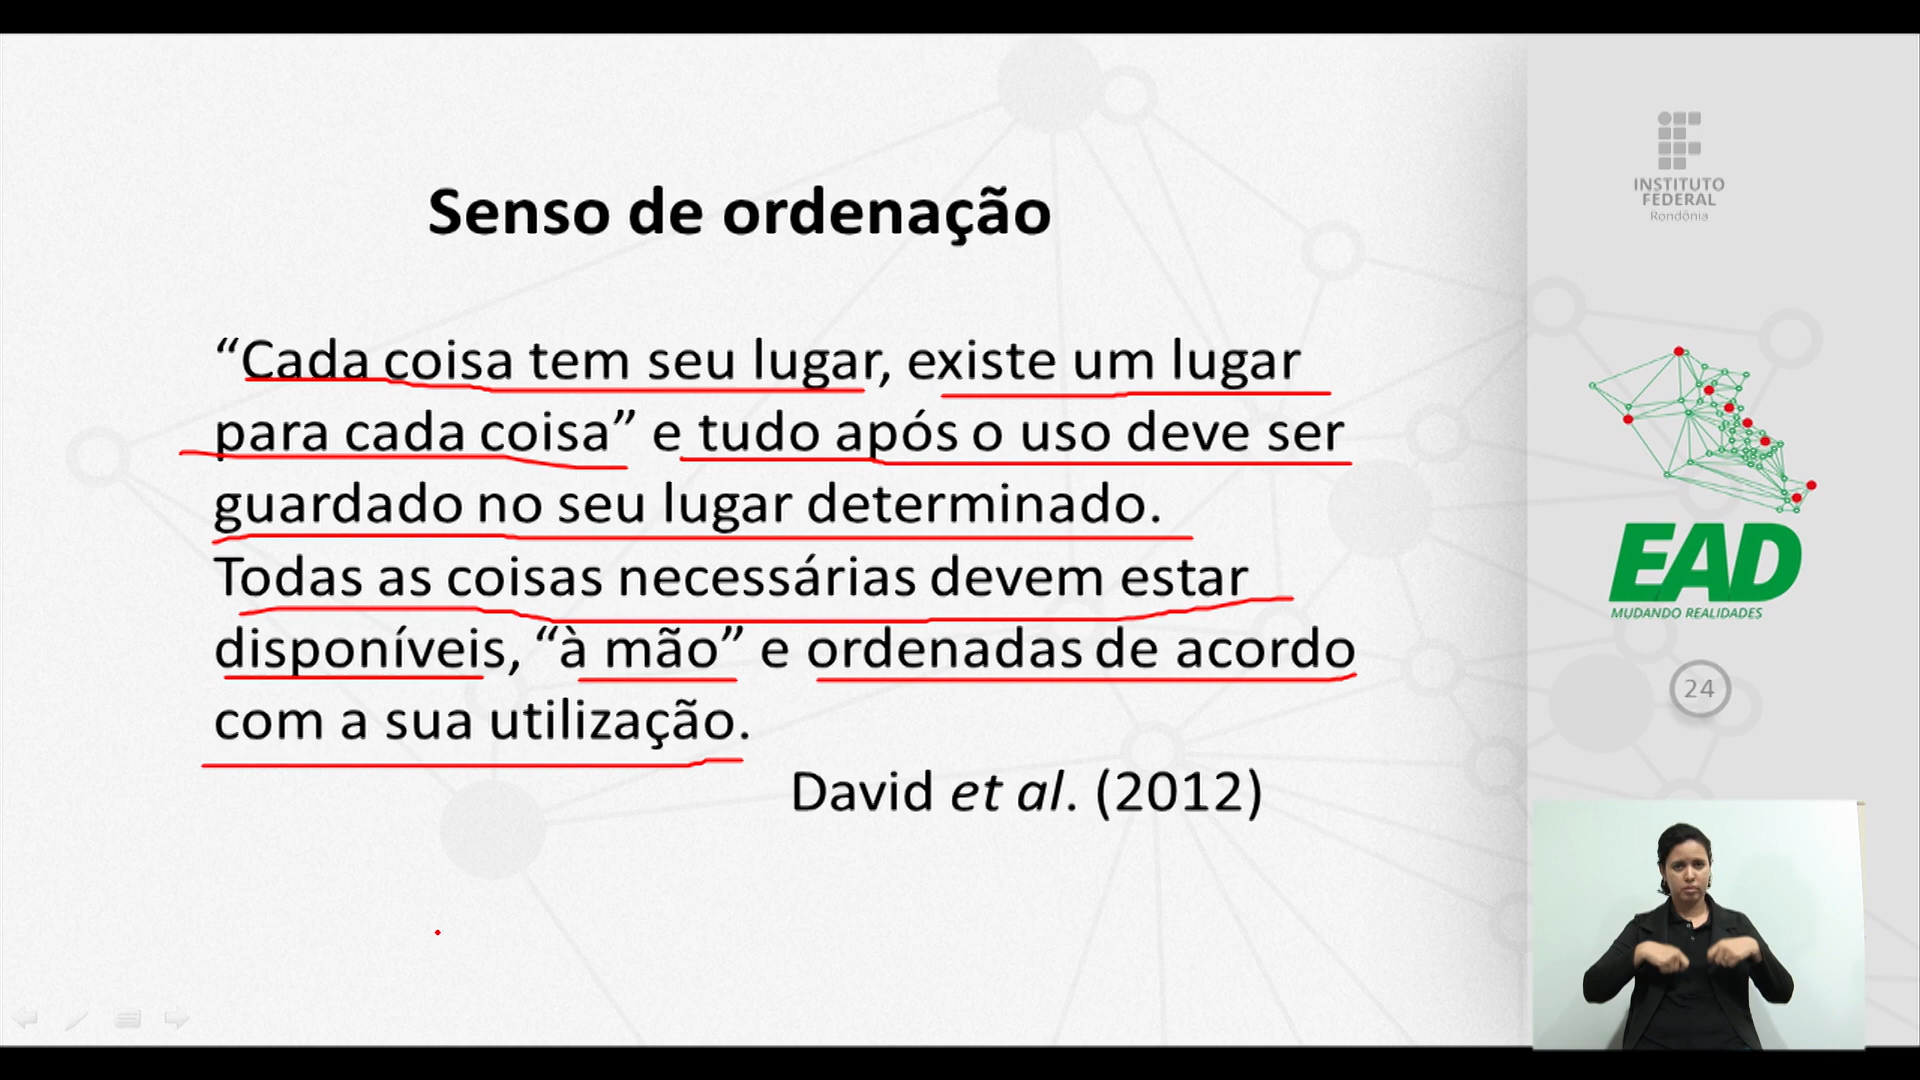 Senso de ordenação
“Cada coisa tem seu lugar, existe um lugar
para cada coisa” e tudo após o uso deve ser
guardado no seu lugar determinado.
Todas as coisas necessárias devem estar
disponíveis, “à mão” e ordenadas de acordo
com a sua utilização.
David et al. (2012)
INSTITUTO
FEDERAL
Rondônia
EAD
MUDANDO REALIDADES
24